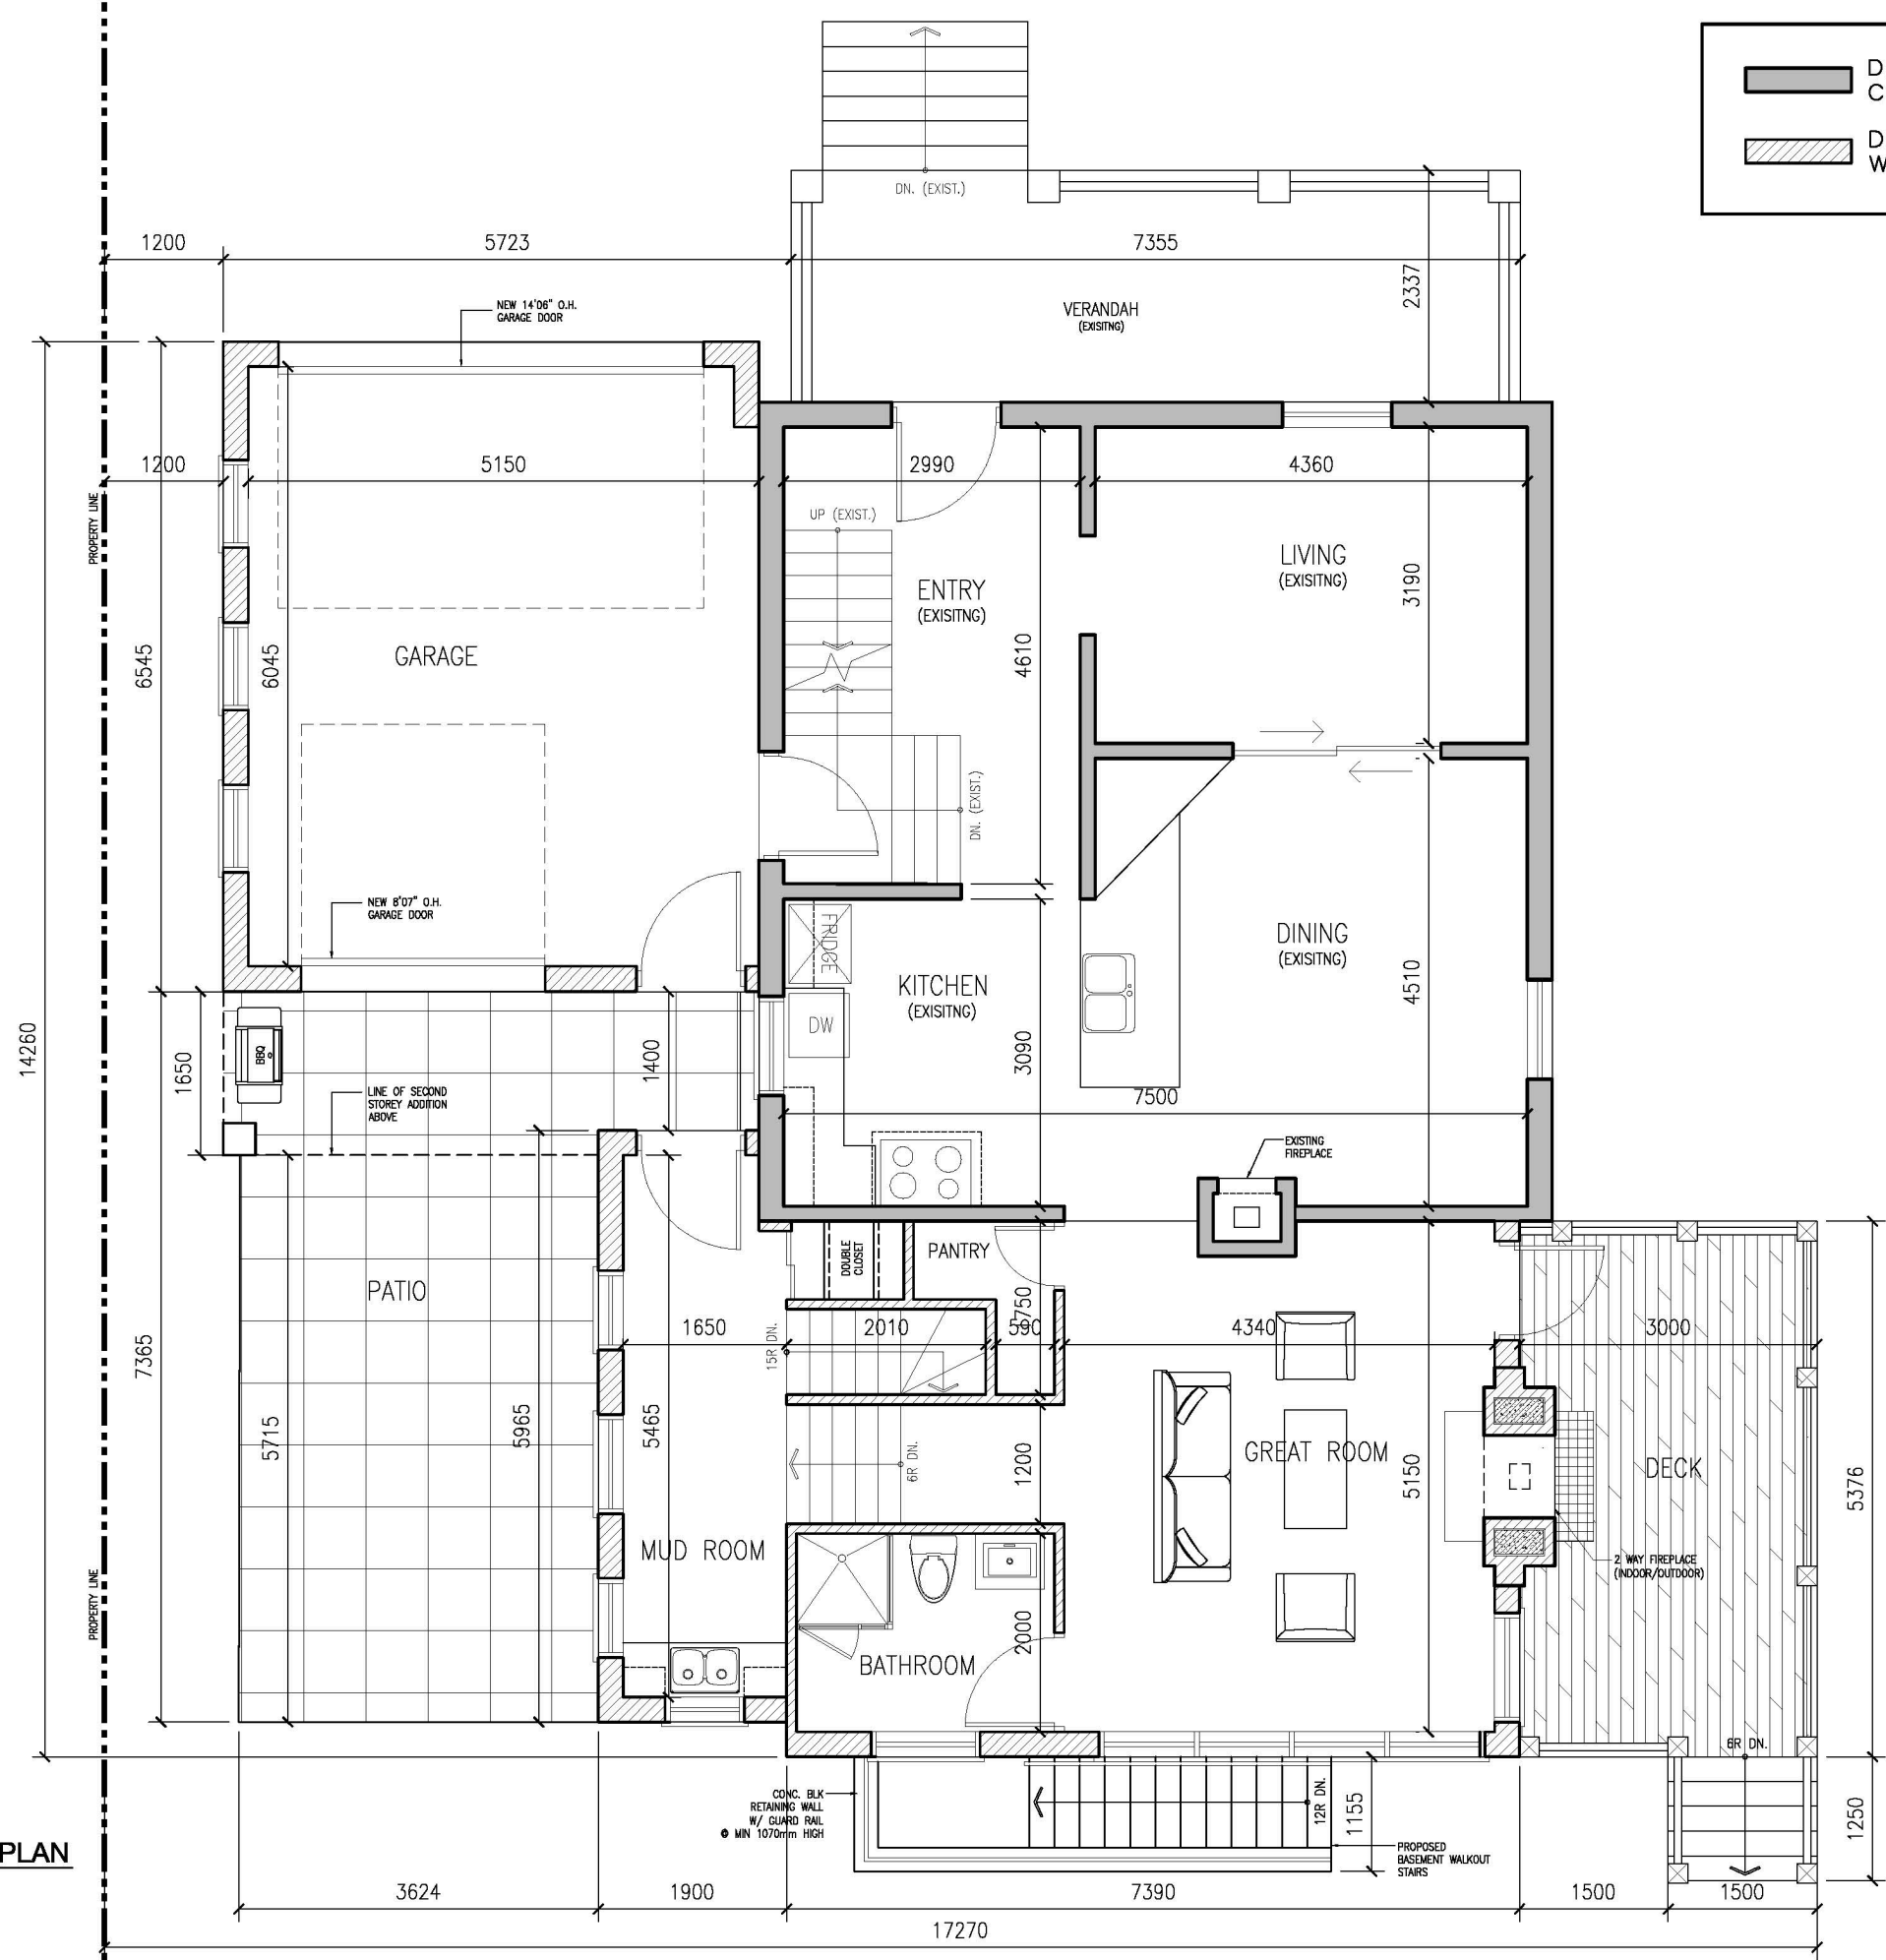 D
C
D
W
DN. (EXIST.)
1200
5723
7355
2337
NEW 14'06" O.H.
GARAGE DOOR
VERANDAH
(EXISITNG)
1200
5150
2990
4360
PROPERTY LINE
UP (EXIST.)
ENTRY
(EXISITNG)
LIVING
(EXISITNG)
3190
6545
6045
GARAGE
4610
DN. (EXIST.)
NEW 8'07" O.H.
GARAGE DOOR
FRIDGE
DINING
(EXISITNG)
4510
KITCHEN
(EXISITNG)
DW
14260
1650
BBQ
1400
3090
LINE OF SECOND
STOREY ADDITION
ABOVE
7500
EXISTING
FIREPLACE
DOUBLE
CLOSET
PANTRY
PATIO
1750
1650
2010
590
4340
3000
15R DN.
7365
5715
5965
5465
6R DN.
1200
GREAT ROOM
5150
DECK
5376
MUD ROOM
2 WAY FIREPLACE
(INDOOR/OUTDOOR)
PROPERTY LINE
2000
BATHROOM
6R DN.
CONC. BLK
RETAINING WALL
W/ GUARD RAIL
@ MIN 1070mm HIGH
12R DN.
1155
1250
PROPOSED
BASEMENT WALKOUT
STAIRS
PLAN
3624
1900
7390
1500
1500
17270